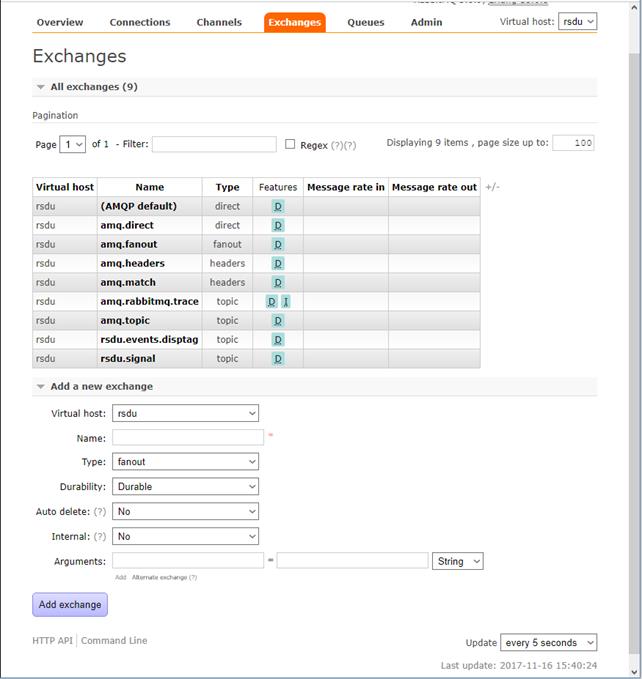 Overview Connections Channels Exchanges Queues Admin Virtual host: rsdu
Exchanges
All exchanges (9)
Pagination
Page 1 of 1 - Filter: Regex (?)(?) Displaying 9 items , page size up to: 100
Virtual host Name Type Features Message rate in Message rate out +/-
rsdu (AMQP default) direct D
rsdu amq.direct direct D
rsdu amq.fanout fanout D
rsdu amq.headers headers D
rsdu amq.match headers D
rsdu amq.rabbitmq.trace topic D I
rsdu amq.topic topic D
rsdu rsdu.events.disptag topic D
rsdu rsdu.signal topic D
Add a new exchange
Virtual host: rsdu
Name: *
Type: fanout
Durability: Durable
Auto delete: (?) No
Internal: (?) No
Arguments: = String
Add Alternate exchange (?)
Add exchange
HTTP API Command Line
Update every 5 seconds
Last update: 2017-11-16 15:40:24